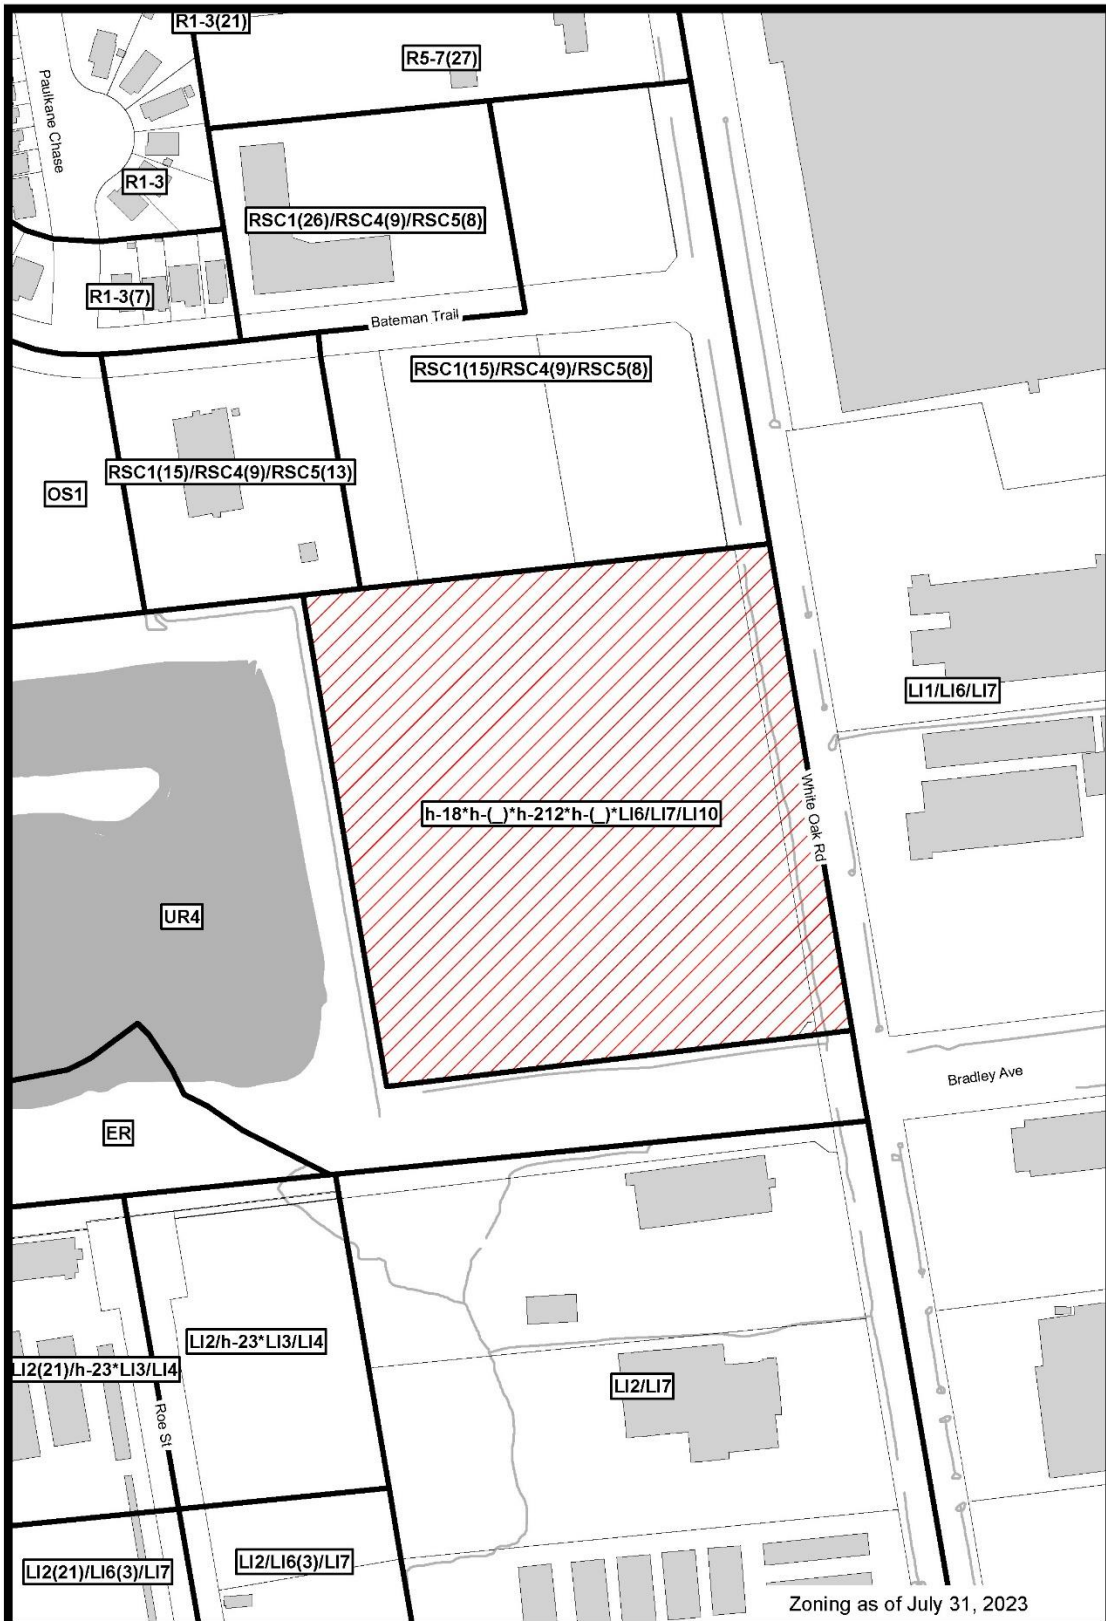 R1-3(21)
R5-7(27)
Paulkane Chase
R1-3
RSC1(26)/RSC4(9)/RSC5(8)
R1-3(7)
Bateman Trail
RSC1(15)/RSC4(9)/RSC5(8)
RSC1(15)/RSC4(9)/RSC5(13)
OS1
LI1/LI6/LI7
h-18*h-(_)*h-212*h-(_)*LI6/LI7/LI10
White Oak Rd
UR4
Bradley Ave
ER
LI2/h-23*LI3/LI4
LI2(21)/h-23*LI3/LI4
LI2/LI7
Roe St
LI2/LI6(3)/LI7
LI2(21)/LI6(3)/LI7
Zoning as of July 31, 2023